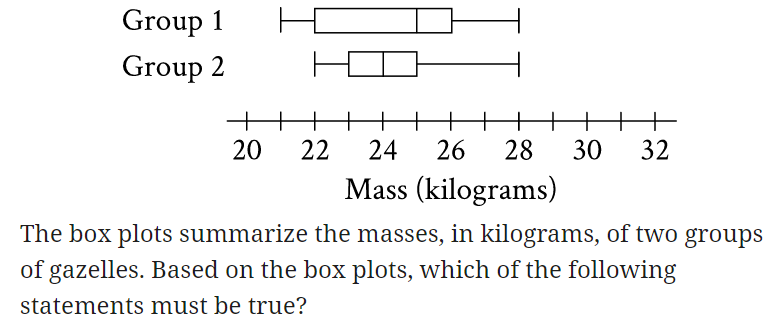 Group 1
Group 2
20 22 24 26 28 30 32
Mass (kilograms)
The box plots summarize the masses, in kilograms, of two groups
of gazelles. Based on the box plots, which of the following
statements must be true?